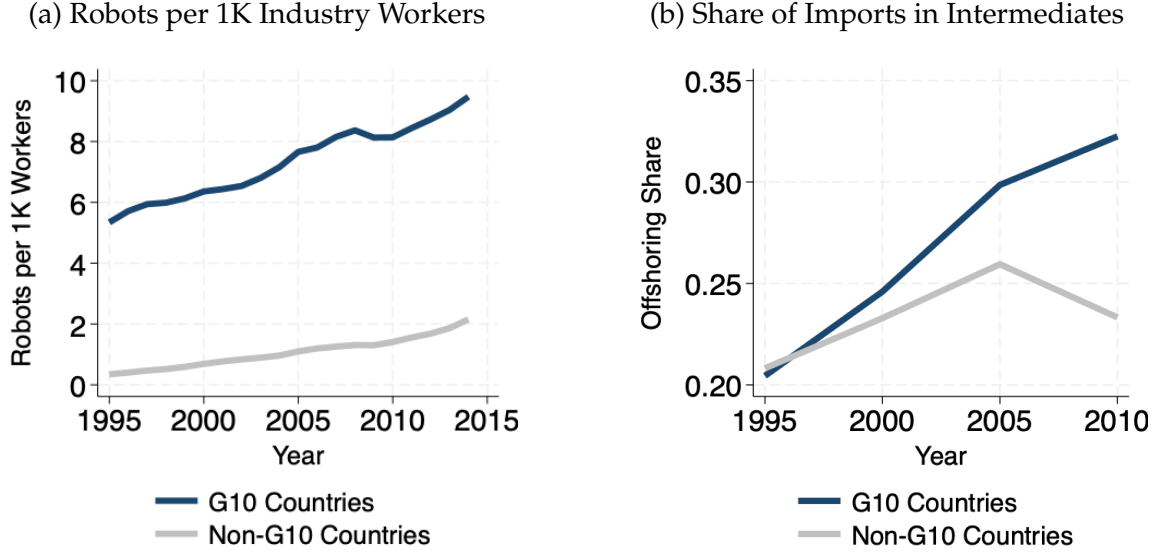 (a) Robots per 1K Industry Workers
Robots per 1K Workers
10
8
6
4
2
0
1995 2000 2005 2010 2015
Year
G10 Countries
Non-G10 Countries
(b) Share of Imports in Intermediates
Offshoring Share
0.35
0.30
0.25
0.20
1995 2000 2005 2010
Year
G10 Countries
Non-G10 Countries